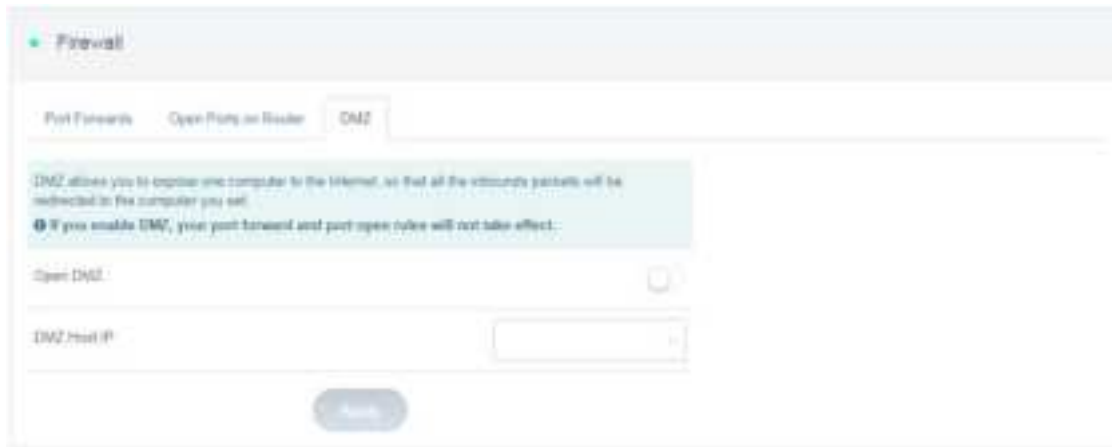 Firewall
Port Forwards Open Ports on Router DMZ
DMZ allows you to expose one computer to the Internet, so that all the inbounds packets will be
redirected to the computer you set.
If you enable DMZ, your port forward and port open rules will not take effect.
Open DMZ
DMZ Host IP
Apply